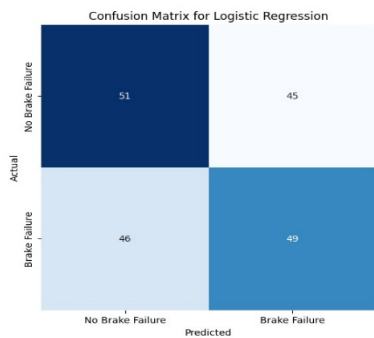 Confusion Matrix for Logistic Regression
No Brake Failure
51
45
Actual
Brake Failure
46
49
No Brake Failure
Brake Failure
Predicted